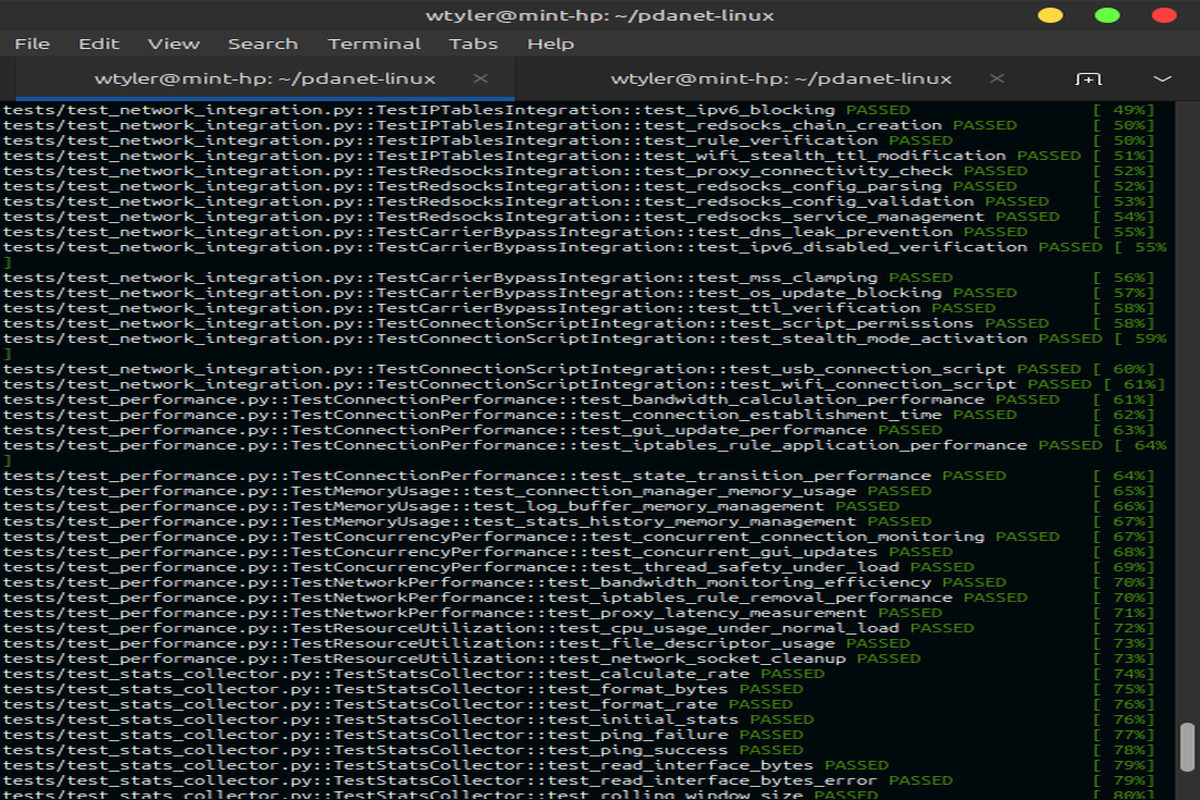 wtyler@mint-hp: ~/pdanet-linux
File Edit View Search Terminal Tabs Help
wtyler@mint-hp: ~/pdanet-linux × wtyler@mint-hp: ~/pdanet-linux ×
tests/test_network_integration.py::TestIPTablesIntegration::test_ipv6_blocking PASSED [ 49%]
tests/test_network_integration.py::TestIPTablesIntegration::test_redsocks_chain_creation PASSED [ 50%]
tests/test_network_integration.py::TestIPTablesIntegration::test_rule_verification PASSED [ 50%]
tests/test_network_integration.py::TestIPTablesIntegration::test_wifi_stealth_ttl_modification PASSED [ 51%]
tests/test_network_integration.py::TestRedsocksIntegration::test_proxy_connectivity_check PASSED [ 52%]
tests/test_network_integration.py::TestRedsocksIntegration::test_redsocks_config_parsing PASSED [ 52%]
tests/test_network_integration.py::TestRedsocksIntegration::test_redsocks_config_validation PASSED [ 53%]
tests/test_network_integration.py::TestRedsocksIntegration::test_redsocks_service_management PASSED [ 54%]
tests/test_network_integration.py::TestCarrierBypassIntegration::test_dns_leak_prevention PASSED [ 55%]
tests/test_network_integration.py::TestCarrierBypassIntegration::test_ipv6_disabled_verification PASSED [ 55%
]
tests/test_network_integration.py::TestCarrierBypassIntegration::test_mss_clamping PASSED [ 56%]
tests/test_network_integration.py::TestCarrierBypassIntegration::test_os_update_blocking PASSED [ 57%]
tests/test_network_integration.py::TestCarrierBypassIntegration::test_ttl_verification PASSED [ 58%]
tests/test_network_integration.py::TestConnectionScriptIntegration::test_script_permissions PASSED [ 58%]
tests/test_network_integration.py::TestConnectionScriptIntegration::test_stealth_mode_activation PASSED [ 59%
]
tests/test_network_integration.py::TestConnectionScriptIntegration::test_usb_connection_script PASSED [ 60%]
tests/test_network_integration.py::TestConnectionScriptIntegration::test_wifi_connection_script PASSED [ 61%]
tests/test_performance.py::TestConnectionPerformance::test_bandwidth_calculation_performance PASSED [ 61%]
tests/test_performance.py::TestConnectionPerformance::test_connection_establishment_time PASSED [ 62%]
tests/test_performance.py::TestConnectionPerformance::test_gui_update_performance PASSED [ 63%]
tests/test_performance.py::TestConnectionPerformance::test_iptables_rule_application_performance PASSED [ 64%
]
tests/test_performance.py::TestConnectionPerformance::test_state_transition_performance PASSED [ 64%]
tests/test_performance.py::TestMemoryUsage::test_connection_manager_memory_usage PASSED [ 65%]
tests/test_performance.py::TestMemoryUsage::test_log_buffer_memory_management PASSED [ 66%]
tests/test_performance.py::TestMemoryUsage::test_stats_history_memory_management PASSED [ 67%]
tests/test_performance.py::TestConcurrencyPerformance::test_concurrent_connection_monitoring PASSED [ 67%]
tests/test_performance.py::TestConcurrencyPerformance::test_concurrent_gui_updates PASSED [ 68%]
tests/test_performance.py::TestConcurrencyPerformance::test_thread_safety_under_load PASSED [ 69%]
tests/test_performance.py::TestNetworkPerformance::test_bandwidth_monitoring_efficiency PASSED [ 70%]
tests/test_performance.py::TestNetworkPerformance::test_iptables_rule_removal_performance PASSED [ 70%]
tests/test_performance.py::TestNetworkPerformance::test_proxy_latency_measurement PASSED [ 71%]
tests/test_performance.py::TestResourceUtilization::test_cpu_usage_under_normal_load PASSED [ 72%]
tests/test_performance.py::TestResourceUtilization::test_file_descriptor_usage PASSED [ 73%]
tests/test_performance.py::TestResourceUtilization::test_network_socket_cleanup PASSED [ 73%]
tests/test_stats_collector.py::TestStatsCollector::test_calculate_rate PASSED [ 74%]
tests/test_stats_collector.py::TestStatsCollector::test_format_bytes PASSED [ 75%]
tests/test_stats_collector.py::TestStatsCollector::test_format_rate PASSED [ 76%]
tests/test_stats_collector.py::TestStatsCollector::test_initial_stats PASSED [ 76%]
tests/test_stats_collector.py::TestStatsCollector::test_ping_failure PASSED [ 77%]
tests/test_stats_collector.py::TestStatsCollector::test_ping_success PASSED [ 78%]
tests/test_stats_collector.py::TestStatsCollector::test_read_interface_bytes PASSED [ 79%]
tests/test_stats_collector.py::TestStatsCollector::test_read_interface_bytes_error PASSED [ 79%]
tests/test_stats_collector.py::TestStatsCollector::test_rolling_window_size PASSED [ 80%]